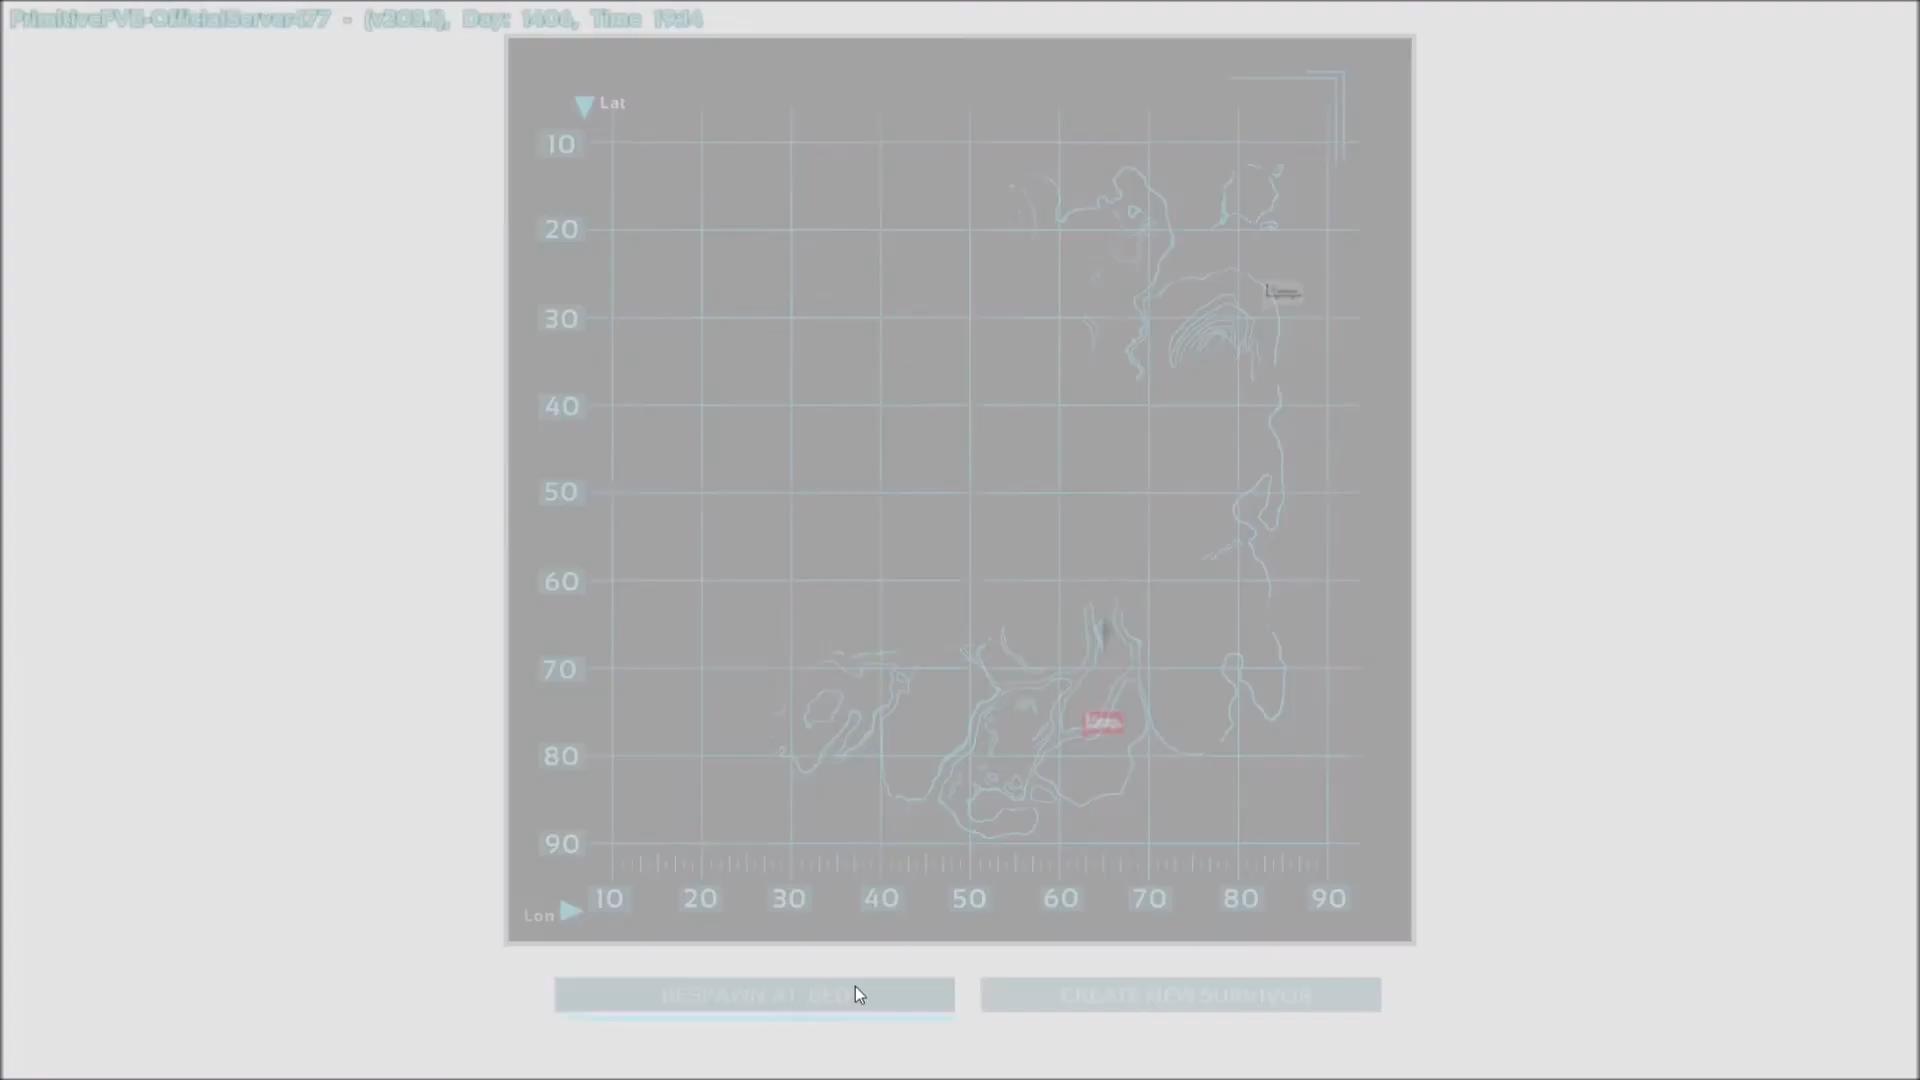 PrimitivePVE-OfficialServer477 - (v208.1), Day: 1406, Time 19:14
Lat
10
20
30
40
50
60
70
80
90
10 20 30 40 50 60 70 80 90
Lon
RESPAWN AT BED CREATE NEW SURVIVOR